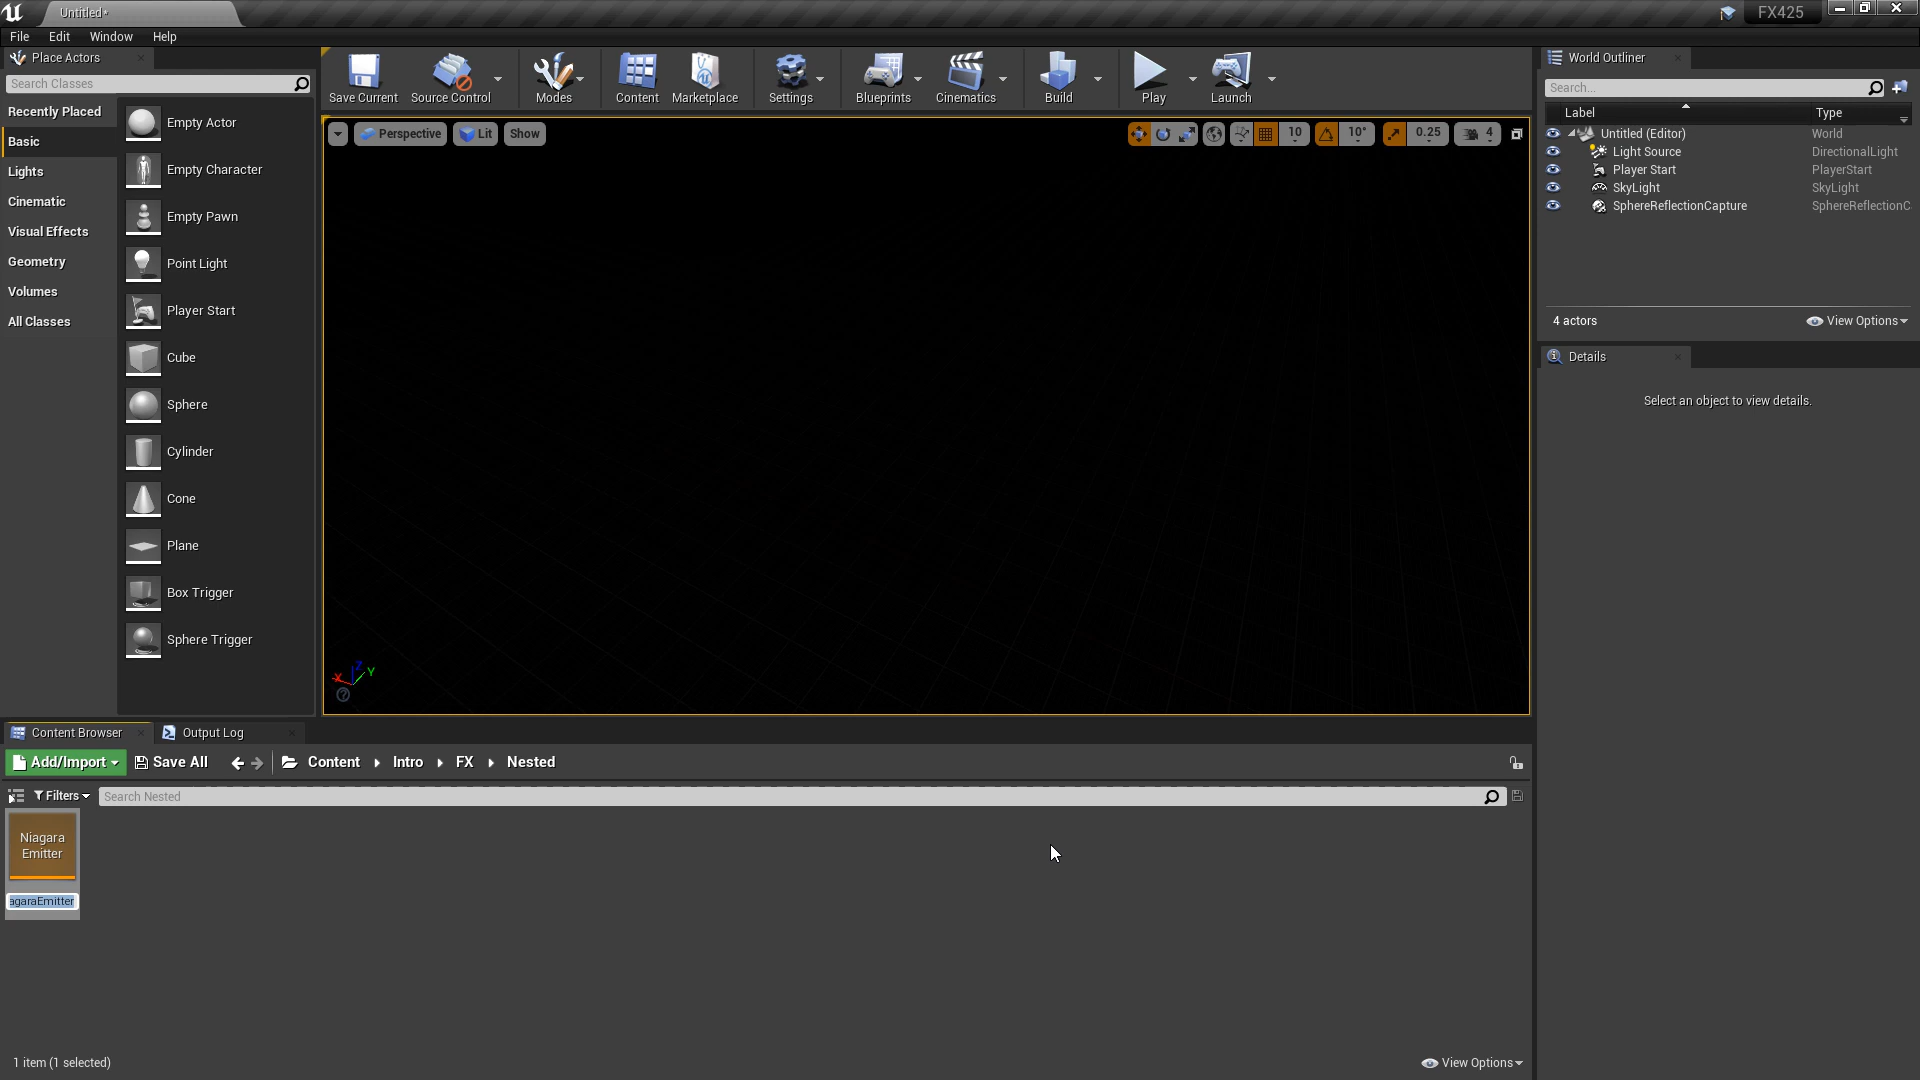 Untitled*
FX425
File Edit Window Help
Place Actors
Search Classes
Recently Placed
Basic
Lights
Cinematic
Visual Effects
Geometry
Volumes
All Classes
Empty Actor
Empty Character
Empty Pawn
Point Light
Player Start
Cube
Sphere
Cylinder
Cone
Plane
Box Trigger
Sphere Trigger
Save Current Source Control Modes Content Marketplace Settings Blueprints Cinematics Build Play Launch
Perspective Lit Show
10 10° 0.25 4
X Z Y
World Outliner
Search...
Label Type
Untitled (Editor) World
Light Source DirectionalLight
Player Start PlayerStart
SkyLight SkyLight
SphereReflectionCapture SphereReflectionC
4 actors View Options
Details
Select an object to view details.
Content Browser Output Log
Add/Import Save All Content Intro FX Nested
Filters Search Nested
Niagara
Emitter
agaraEmitter
1 item (1 selected) View Options